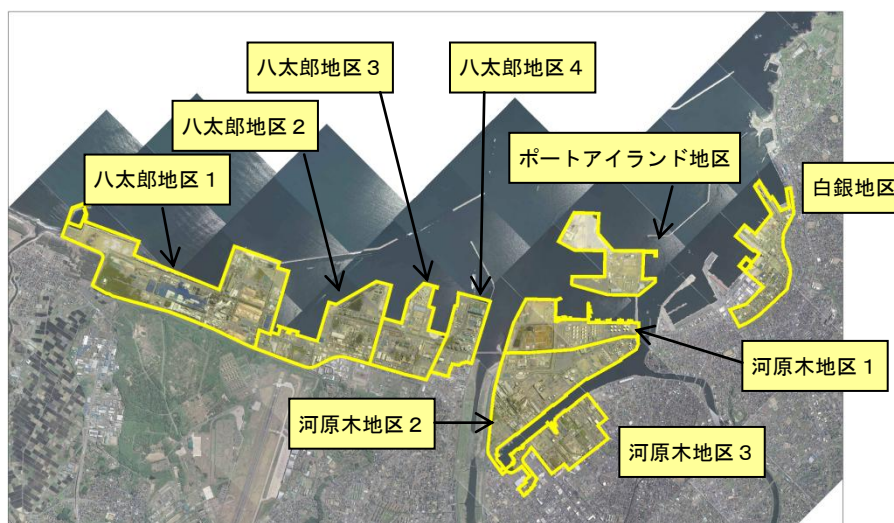 八太郎地区３
八太郎地区４
八太郎地区２
ポートアイランド地区
八太郎地区１
白銀地区
河原木地区１
河原木地区２
河原木地区３